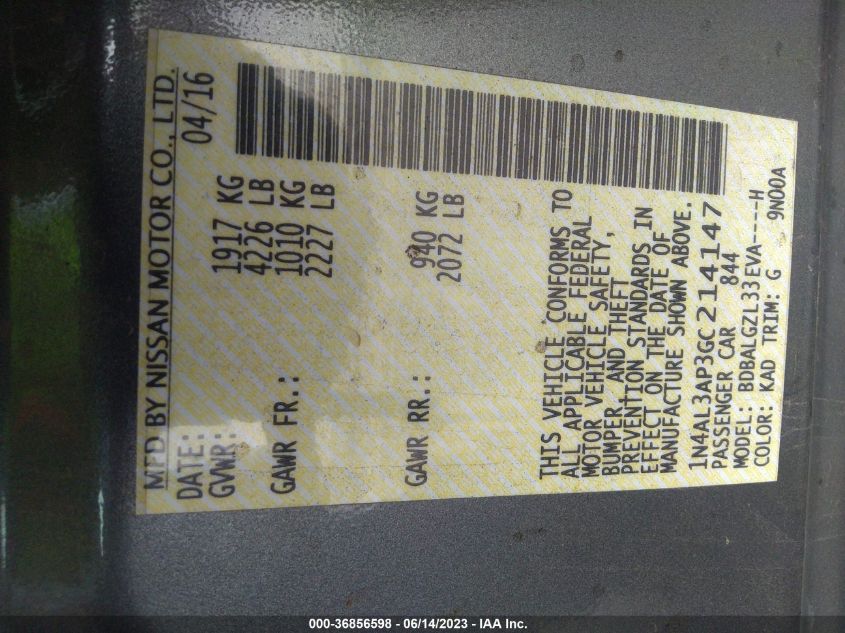 MFD BY NISSAN MOTOR CO., LTD.
DATE: 04/16
GVWR: 1917 KG
4226 LB
GAWR FR.: 1010 KG
2227 LB
GAWR RR.: 940 KG
2072 LB
THIS VEHICLE CONFORMS TO
ALL APPLICABLE FEDERAL
MOTOR VEHICLE SAFETY,
BUMPER, AND THEFT
PREVENTION STANDARDS IN
EFFECT ON THE DATE OF
MANUFACTURE SHOWN ABOVE.
1N4AL3AP3GC214147
PASSENGER CAR 844
MODEL: BDBALGZL33EVA----H
COLOR: KAD TRIM: G 9N00A
000-36856598 - 06/14/2023 - IAA Inc.